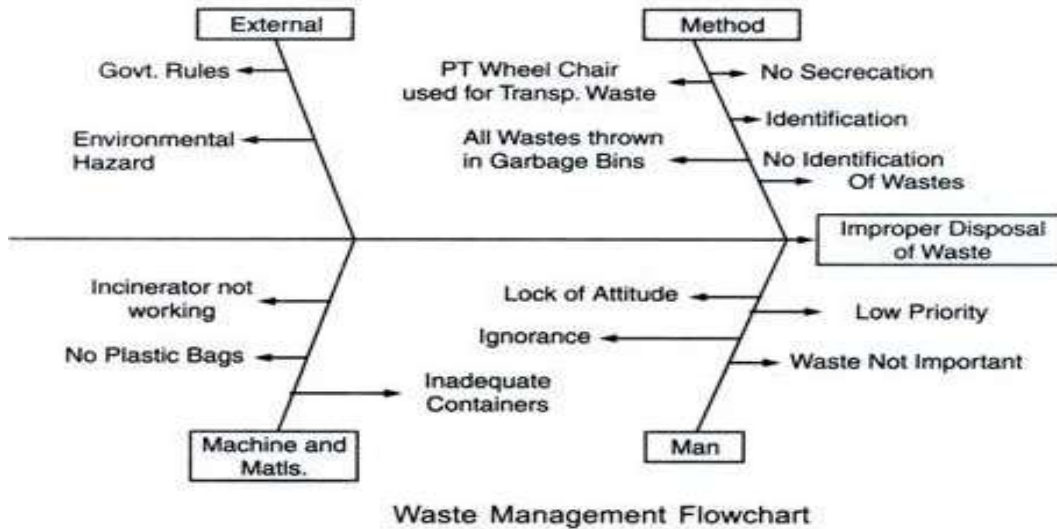 External
Method
Govt. Rules
PT Wheel Chair
used for Transp. Waste
No Secrecation
Environmental
Hazard
All Wastes thrown
in Garbage Bins
Identification
No Identification
Of Wastes
Improper Disposal
of Waste
Incinerator not
working
Lock of Attitude
Low Priority
No Plastic Bags
Ignorance
Waste Not Important
Inadequate
Containers
Machine and
Matls.
Man
Waste Management Flowchart